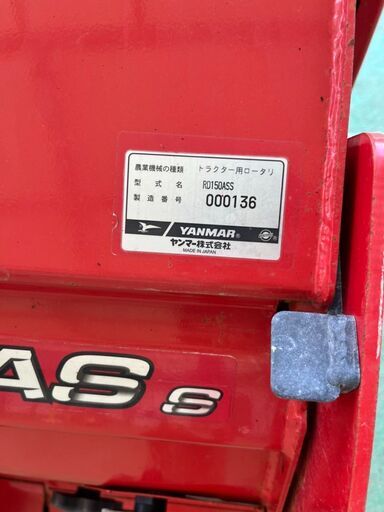 農業機械の種類 トラクター用ロータリ
型式名 RD150ASS
製造番号 000136
YANMAR
ヤンマー株式会社
MADE IN JAPAN
AS S